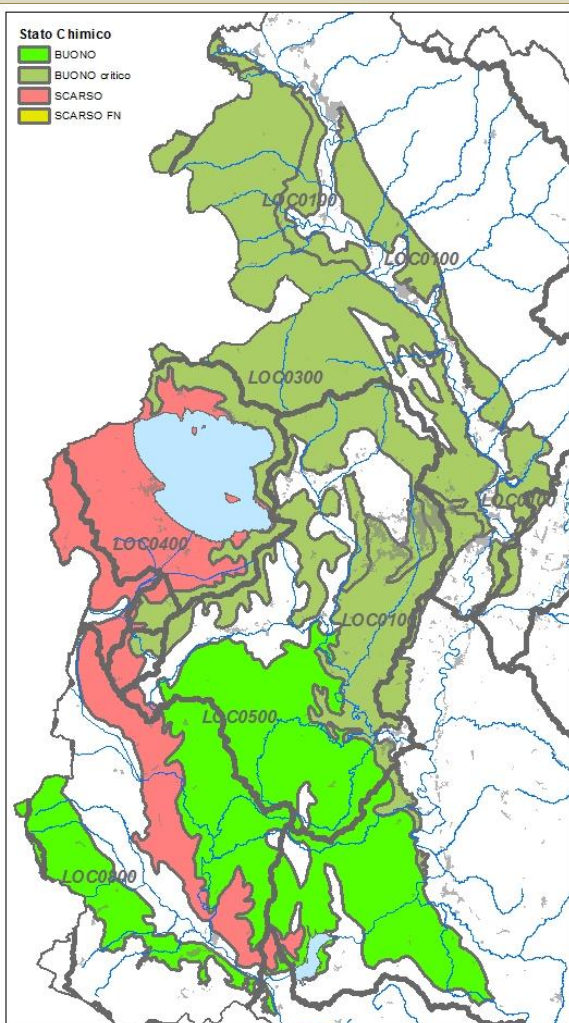 Stato Chimico
BUONO
BUONO critico
SCARSO
SCARSO FN
LOC0100
LOC0100
LOC0300
LOC0400
LOC0100
LOC0500
LOC0800